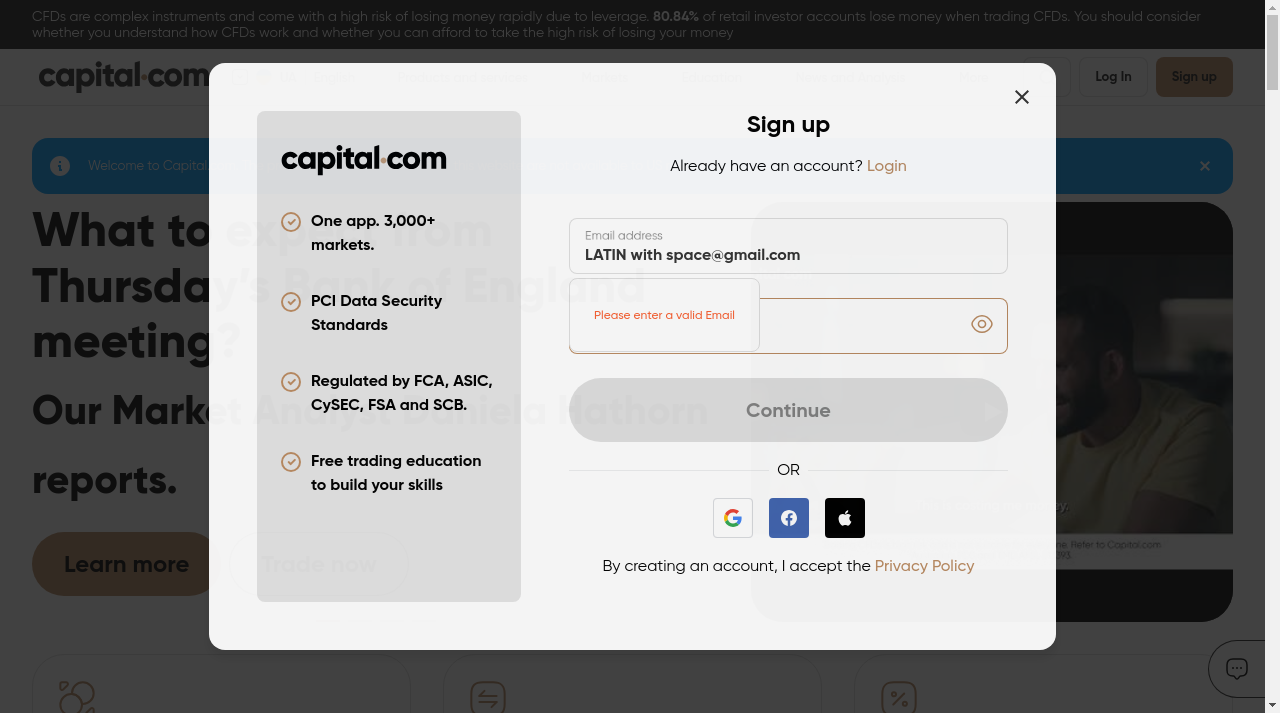 CFDs are complex instruments and come with a high risk of losing money rapidly due to leverage. 80.84% of retail investor accounts lose money when trading CFDs. You should consider
whether you understand how CFDs work and whether you can afford to take the high risk of losing your money
capital.com
Log In
Sign up
Welcome to Capital.
What to expect from
Thursday's Bank of England
meeting?
Our Market Analyst Daniela Hathorn
reports.
Learn more
Trade now
capital.com
One app. 3,000+
markets.
PCI Data Security
Standards
Regulated by FCA, ASIC,
CySEC, FSA and SCB.
Free trading education
to build your skills
Sign up
Already have an account? Login
Email address
LATIN with space@gmail.com
Please enter a valid Email
Continue
OR
By creating an account, I accept the Privacy Policy